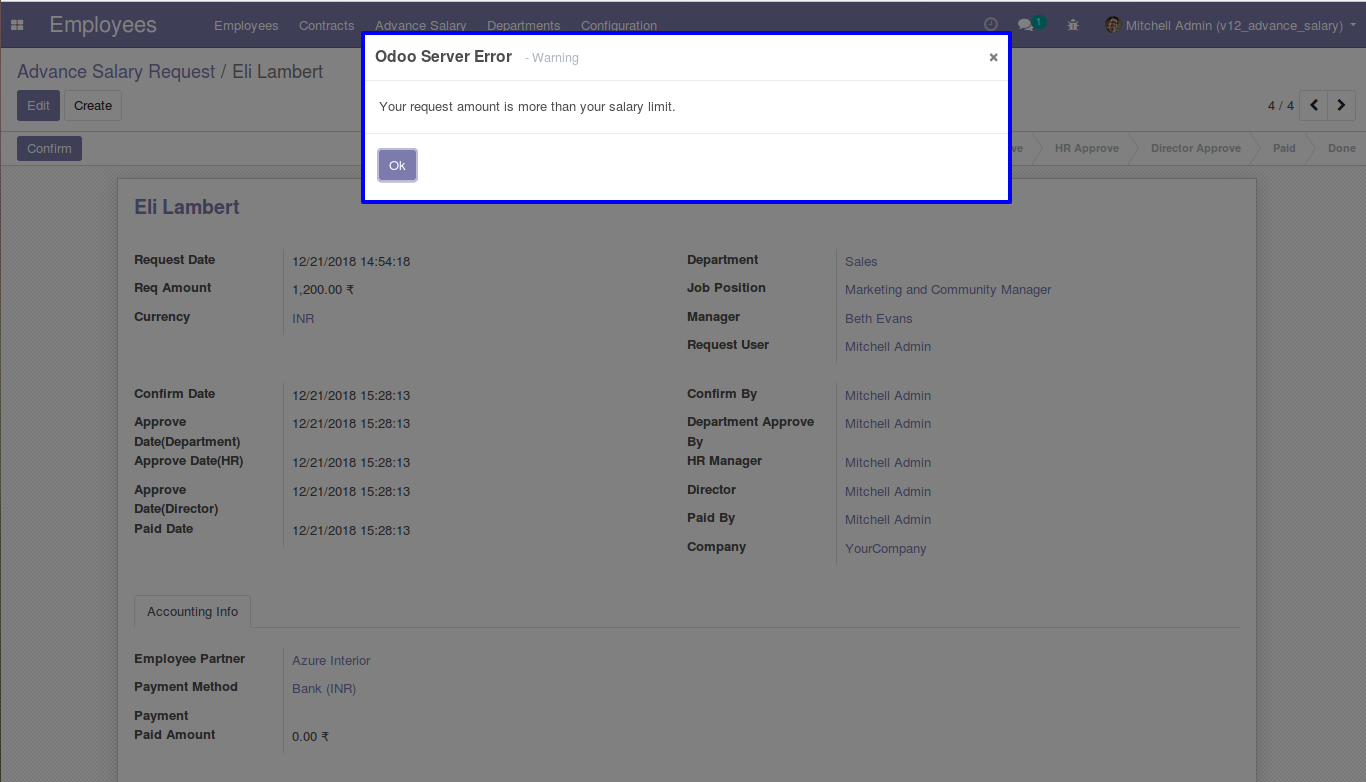 Employees Employees Contracts Advance Salary Departments Configuration 1 Mitchell Admin (v12_advance_salary)
Odoo Server Error - Warning ×
Advance Salary Request / Eli Lambert
Your request amount is more than your salary limit.
Edit Create 4 / 4
Ok
Confirm ve HR Approve Director Approve Paid Done
Eli Lambert
Request Date 12/21/2018 14:54:18 Department Sales
Req Amount 1,200.00 ₹ Job Position Marketing and Community Manager
Currency INR Manager Beth Evans
Request User Mitchell Admin
Confirm Date 12/21/2018 15:28:13 Confirm By Mitchell Admin
Approve 12/21/2018 15:28:13 Department Approve Mitchell Admin
Date(Department) By
Approve Date(HR) 12/21/2018 15:28:13 HR Manager Mitchell Admin
Approve 12/21/2018 15:28:13 Director Mitchell Admin
Date(Director) Paid By Mitchell Admin
Paid Date 12/21/2018 15:28:13
Company YourCompany
Accounting Info
Employee Partner Azure Interior
Payment Method Bank (INR)
Payment
Paid Amount 0.00 ₹